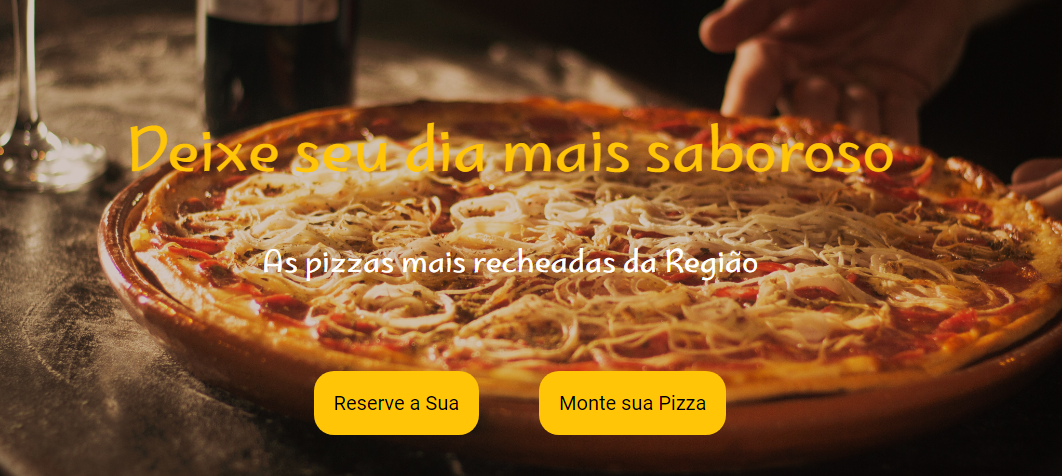 Deixe seu dia mais saboroso
As pizzas mais recheadas da Região
Reserve a Sua
Monte sua Pizza